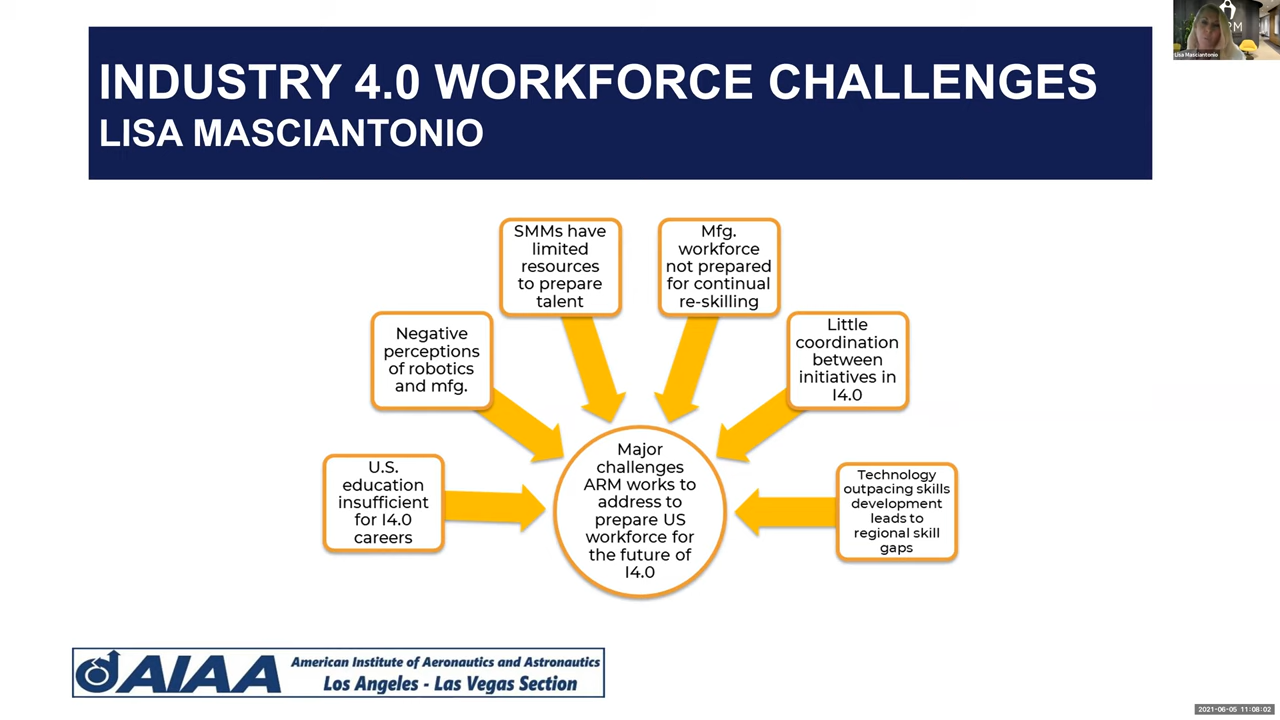 INDUSTRY 4.0 WORKFORCE CHALLENGES
LISA MASCIANTONIO
Lisa Masciantonio
SMMs have
limited
resources
to prepare
talent
Mfg.
workforce
not prepared
for continual
re-skilling
Negative
perceptions
of robotics
and mfg.
Little
coordination
between
initiatives in
I4.0
U.S.
education
insufficient
for I4.0
careers
Major
challenges
ARM works to
address to
prepare US
workforce for
the future of
I4.0
Technology
outpacing skills
development
leads to
regional skill
gaps
AIAA
American Institute of Aeronautics and Astronautics
Los Angeles - Las Vegas Section
2021-06-05 11:08:02